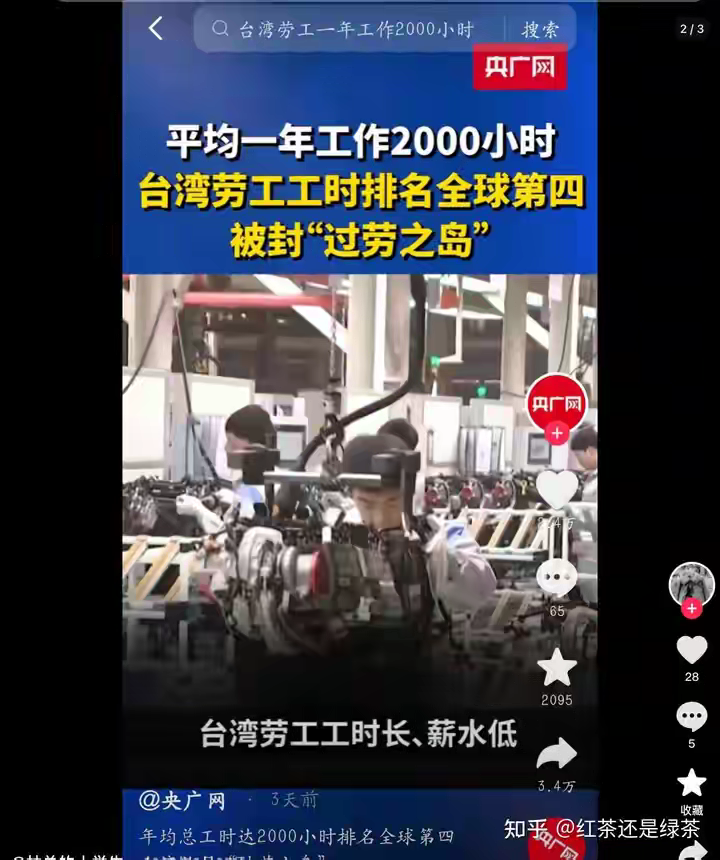 台湾劳工一年工作2000小时
搜索
2/3
央广网
平均一年工作2000小时
台湾劳工工时排名全球第四
被封“过劳之岛”
央广网
65
2095
3.4万
28
5
收藏
台湾劳工工时长、薪水低
@央广网 · 3天前
年均总工时达2000小时排名全球第四
知乎 @红茶还是绿茶